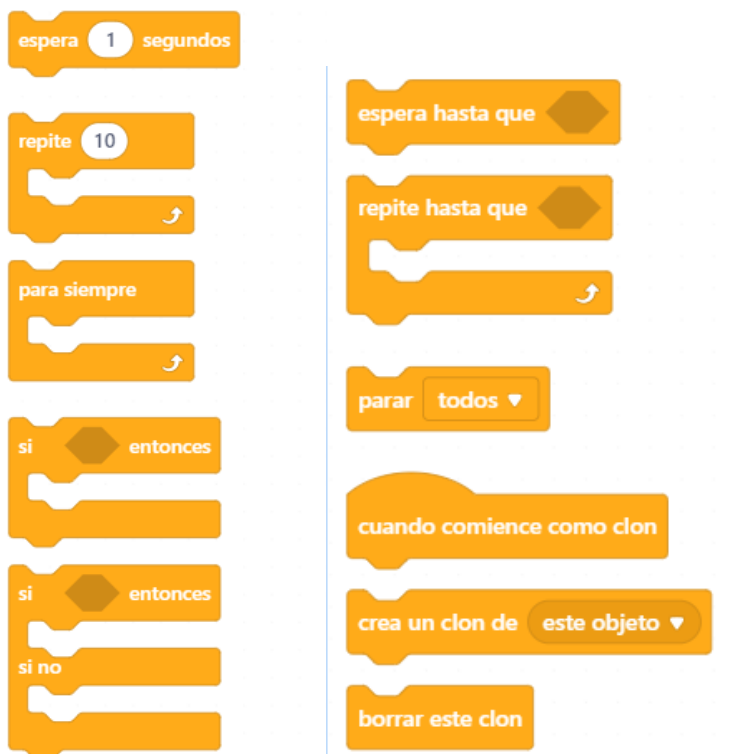 espera 1 segundos
repite 10
para siempre
si entonces
si entonces
si no
espera hasta que
repite hasta que
parar todos
cuando comience como clon
crea un clon de este objeto
borrar este clon